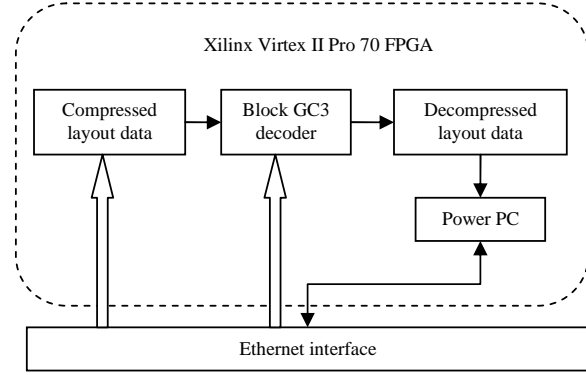 Xilinx Virtex II Pro 70 FPGA
Compressed
layout data
Block GC3
decoder
Decompressed
layout data
Power PC
Ethernet interface